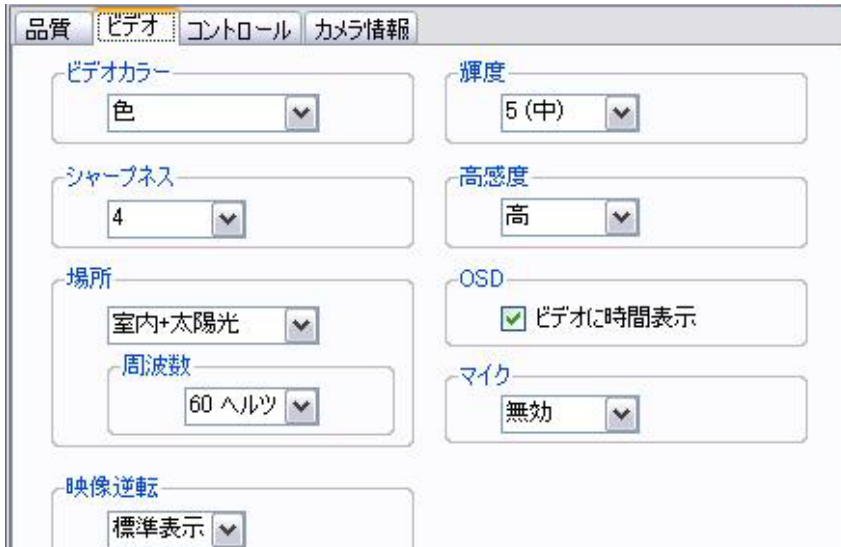 品質 ビデオ コントロール カメラ情報
ビデオカラー
色
シャープネス
4
場所
室内+太陽光
周波数
60 ヘルツ
映像逆転
標準表示
輝度
5 (中)
高感度
高
OSD
ビデオに時間表示
マイク
無効